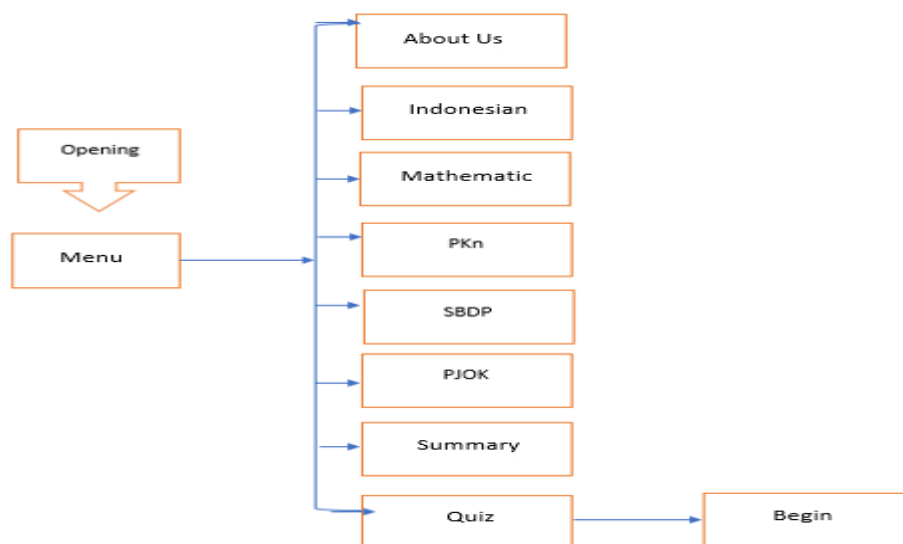 Opening
Menu
About Us
Indonesian
Mathematic
PKn
SBDP
PJOK
Summary
Quiz
Begin